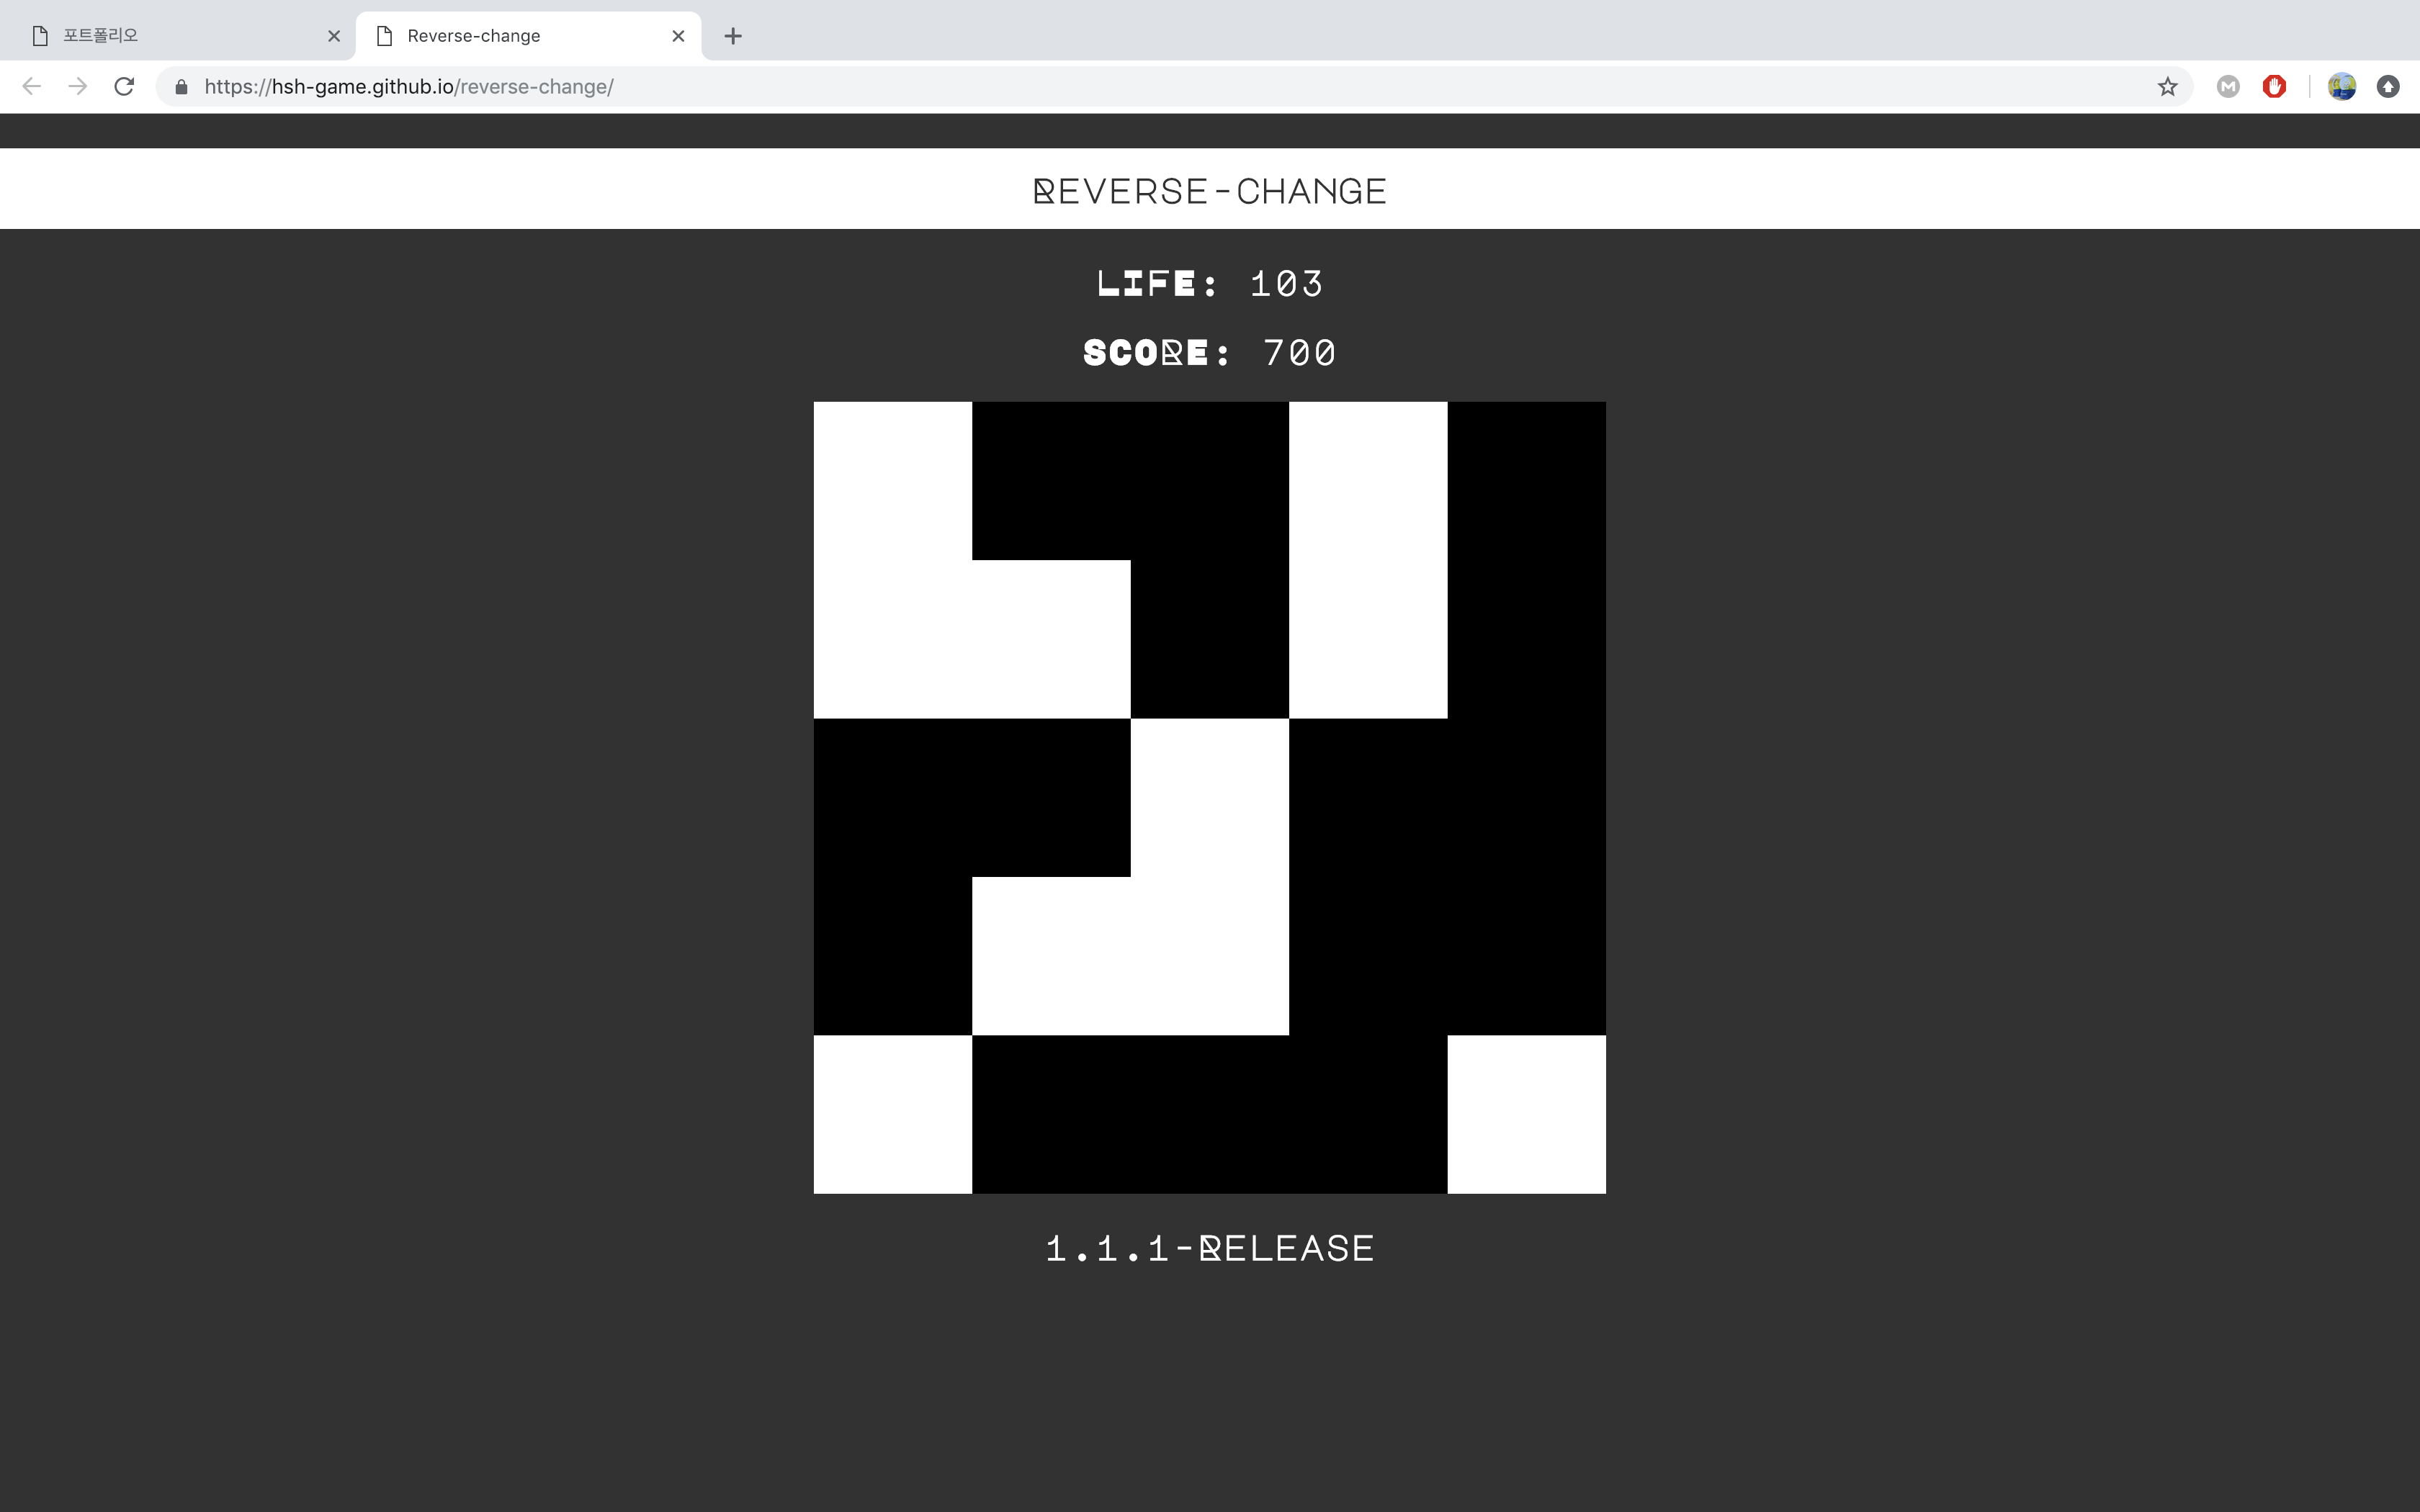 포트폴리오
Reverse-change
https://hsh-game.github.io/reverse-change/
REVERSE-CHANGE
LIFE: 103
SCORE: 700
1.1.1-RELEASE